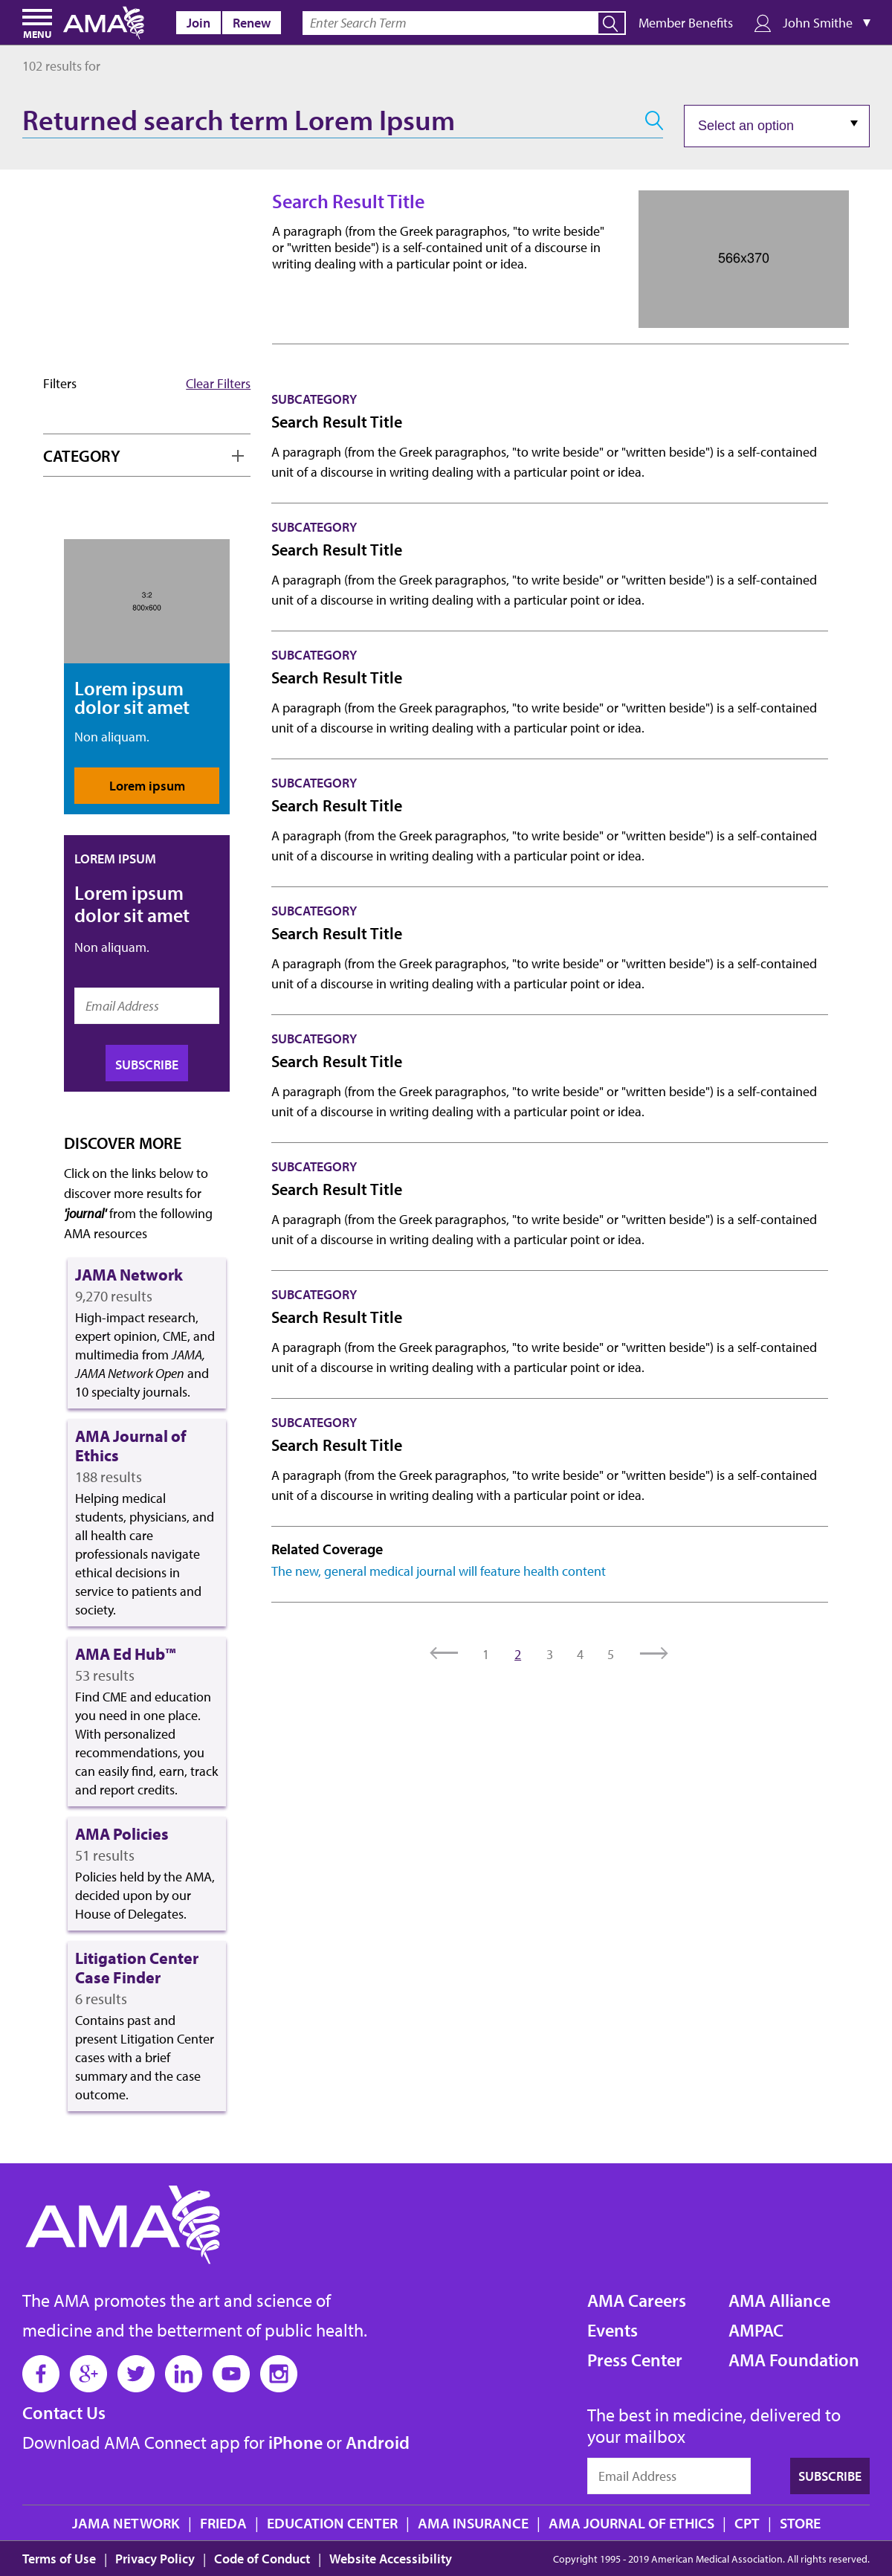 MENU
AMA
Join
Renew
Enter Search Term
Member Benefits
John Smithe
102 results for
Returned search term Lorem Ipsum
Select an option
Search Result Title
A paragraph (from the Greek paragraphos, "to write beside"
or "written beside") is a self-contained unit of a discourse in
writing dealing with a particular point or idea.
566x370
Filters
Clear Filters
CATEGORY
3:2
800x600
Lorem ipsum
dolor sit amet
Non aliquam.
Lorem ipsum
LOREM IPSUM
Lorem ipsum
dolor sit amet
Non aliquam.
Email Address
SUBSCRIBE
DISCOVER MORE
Click on the links below to
discover more results for
'journal' from the following
AMA resources
JAMA Network
9,270 results
High-impact research,
expert opinion, CME, and
multimedia from JAMA,
JAMA Network Open and
10 specialty journals.
AMA Journal of
Ethics
188 results
Helping medical
students, physicians, and
all health care
professionals navigate
ethical decisions in
service to patients and
society.
AMA Ed Hub™
53 results
Find CME and education
you need in one place.
With personalized
recommendations, you
can easily find, earn, track
and report credits.
AMA Policies
51 results
Policies held by the AMA,
decided upon by our
House of Delegates.
Litigation Center
Case Finder
6 results
Contains past and
present Litigation Center
cases with a brief
summary and the case
outcome.
SUBCATEGORY
Search Result Title
A paragraph (from the Greek paragraphos, "to write beside" or "written beside") is a self-contained
unit of a discourse in writing dealing with a particular point or idea.
SUBCATEGORY
Search Result Title
A paragraph (from the Greek paragraphos, "to write beside" or "written beside") is a self-contained
unit of a discourse in writing dealing with a particular point or idea.
SUBCATEGORY
Search Result Title
A paragraph (from the Greek paragraphos, "to write beside" or "written beside") is a self-contained
unit of a discourse in writing dealing with a particular point or idea.
SUBCATEGORY
Search Result Title
A paragraph (from the Greek paragraphos, "to write beside" or "written beside") is a self-contained
unit of a discourse in writing dealing with a particular point or idea.
SUBCATEGORY
Search Result Title
A paragraph (from the Greek paragraphos, "to write beside" or "written beside") is a self-contained
unit of a discourse in writing dealing with a particular point or idea.
SUBCATEGORY
Search Result Title
A paragraph (from the Greek paragraphos, "to write beside" or "written beside") is a self-contained
unit of a discourse in writing dealing with a particular point or idea.
SUBCATEGORY
Search Result Title
A paragraph (from the Greek paragraphos, "to write beside" or "written beside") is a self-contained
unit of a discourse in writing dealing with a particular point or idea.
SUBCATEGORY
Search Result Title
A paragraph (from the Greek paragraphos, "to write beside" or "written beside") is a self-contained
unit of a discourse in writing dealing with a particular point or idea.
SUBCATEGORY
Search Result Title
A paragraph (from the Greek paragraphos, "to write beside" or "written beside") is a self-contained
unit of a discourse in writing dealing with a particular point or idea.
Related Coverage
The new, general medical journal will feature health content
1 2 3 4 5
AMA
The AMA promotes the art and science of
medicine and the betterment of public health.
Contact Us
Download AMA Connect app for iPhone or Android
AMA Careers
Events
Press Center
AMA Alliance
AMPAC
AMA Foundation
The best in medicine, delivered to
your mailbox
Email Address
SUBSCRIBE
JAMA NETWORK | FRIEDA | EDUCATION CENTER | AMA INSURANCE | AMA JOURNAL OF ETHICS | CPT | STORE
Terms of Use | Privacy Policy | Code of Conduct | Website Accessibility
Copyright 1995 - 2019 American Medical Association. All rights reserved.